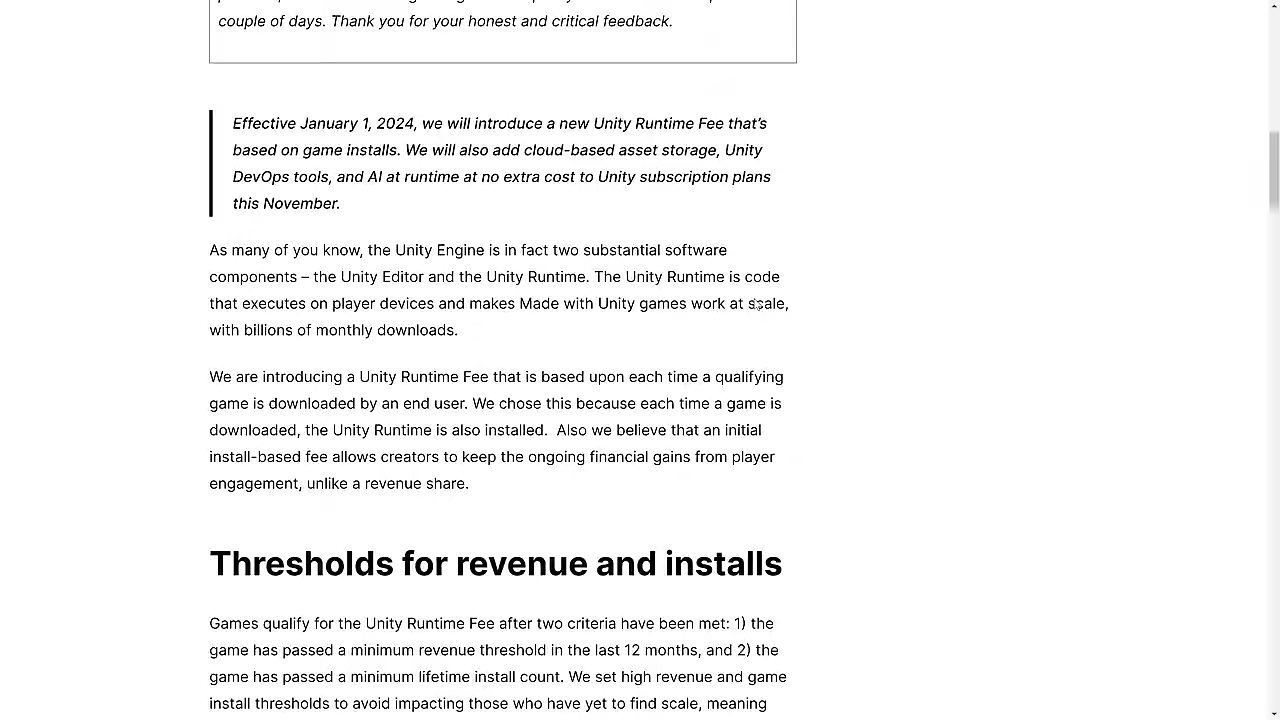 couple of days. Thank you for your honest and critical feedback.
Effective January 1, 2024, we will introduce a new Unity Runtime Fee that's
based on game installs. We will also add cloud-based asset storage, Unity
DevOps tools, and AI at runtime at no extra cost to Unity subscription plans
this November.
As many of you know, the Unity Engine is in fact two substantial software
components – the Unity Editor and the Unity Runtime. The Unity Runtime is code
that executes on player devices and makes Made with Unity games work at scale,
with billions of monthly downloads.
We are introducing a Unity Runtime Fee that is based upon each time a qualifying
game is downloaded by an end user. We chose this because each time a game is
downloaded, the Unity Runtime is also installed.  Also we believe that an initial
install-based fee allows creators to keep the ongoing financial gains from player
engagement, unlike a revenue share.
Thresholds for revenue and installs
Games qualify for the Unity Runtime Fee after two criteria have been met: 1) the
game has passed a minimum revenue threshold in the last 12 months, and 2) the
game has passed a minimum lifetime install count. We set high revenue and game
install thresholds to avoid impacting those who have yet to find scale, meaning